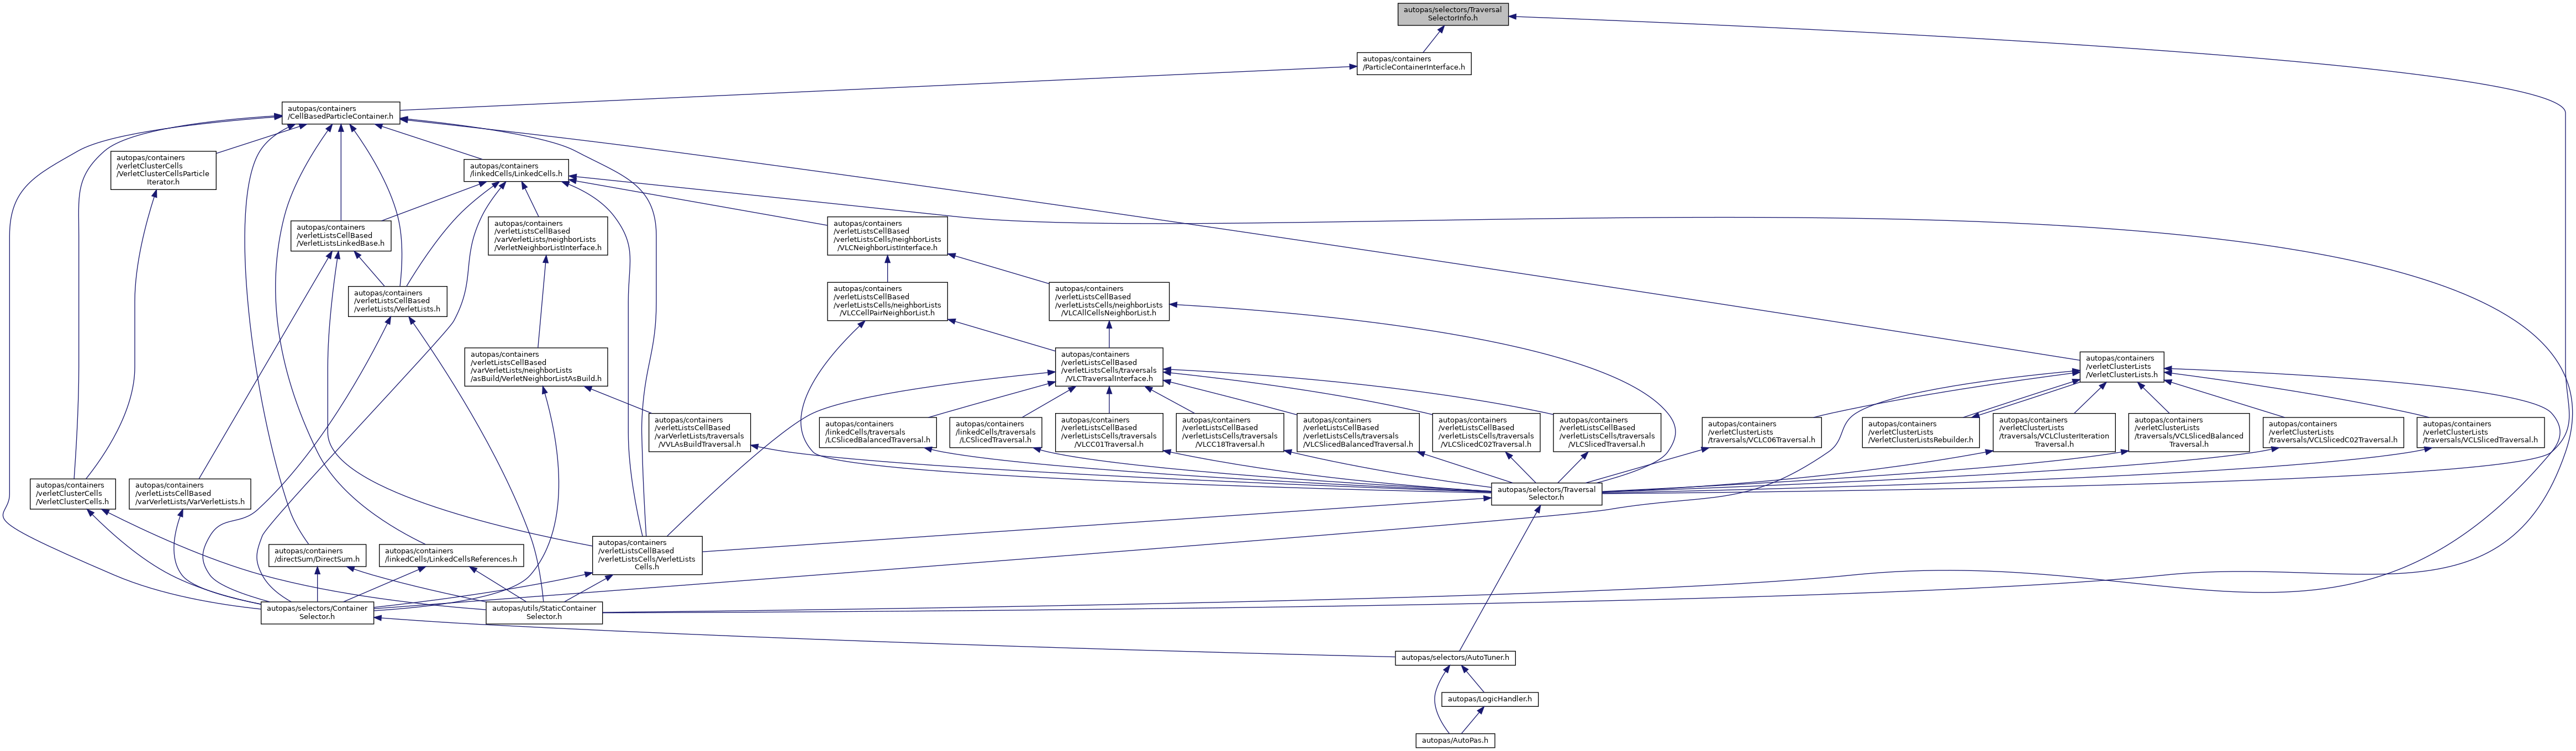 autopas/selectors/Traversal
SelectorInfo.h
autopas/containers
/ParticleContainerInterface.h
autopas/containers
/CellBasedParticleContainer.h
autopas/containers
/verletClusterCells
/VerletClusterCellsParticle
Iterator.h
autopas/containers
/linkedCells/LinkedCells.h
autopas/containers
/verletListsCellBased
/VerletListsLinkedBase.h
autopas/containers
/verletListsCellBased
/varVerletLists/neighborLists
/VerletNeighborListInterface.h
autopas/containers
/verletListsCellBased
/verletListsCells/neighborLists
/VLCNeighborListInterface.h
autopas/containers
/verletListsCellBased
/verletLists/VerletLists.h
autopas/containers
/verletListsCellBased
/verletListsCells/neighborLists
/VLCCellPairNeighborList.h
autopas/containers
/verletListsCellBased
/verletListsCells/neighborLists
/VLCAllCellsNeighborList.h
autopas/containers
/verletListsCellBased
/varVerletLists/neighborLists
/asBuild/VerletNeighborListAsBuild.h
autopas/containers
/verletListsCellBased
/verletListsCells/traversals
/VLCTraversalInterface.h
autopas/containers
/verletClusterLists
/VerletClusterLists.h
autopas/containers
/verletListsCellBased
/varVerletLists/traversals
/VVLAsBuildTraversal.h
autopas/containers
/linkedCells/traversals
/LCSlicedBalancedTraversal.h
autopas/containers
/linkedCells/traversals
/LCSlicedTraversal.h
autopas/containers
/verletListsCellBased
/verletListsCells/traversals
/VLCC01Traversal.h
autopas/containers
/verletListsCellBased
/verletListsCells/traversals
/VLCC18Traversal.h
autopas/containers
/verletListsCellBased
/verletListsCells/traversals
/VLCSlicedBalancedTraversal.h
autopas/containers
/verletListsCellBased
/verletListsCells/traversals
/VLCSlicedC02Traversal.h
autopas/containers
/verletListsCellBased
/verletListsCells/traversals
/VLCSlicedTraversal.h
autopas/containers
/verletClusterLists
/traversals/VCLC06Traversal.h
autopas/containers
/verletClusterLists
/VerletClusterListsRebuilder.h
autopas/containers
/verletClusterLists
/traversals/VCLClusterIteration
Traversal.h
autopas/containers
/verletClusterLists
/traversals/VCLSlicedBalanced
Traversal.h
autopas/containers
/verletClusterLists
/traversals/VCLSlicedC02Traversal.h
autopas/containers
/verletClusterLists
/traversals/VCLSlicedTraversal.h
autopas/containers
/verletClusterCells
/VerletClusterCells.h
autopas/containers
/verletListsCellBased
/varVerletLists/VarVerletLists.h
autopas/selectors/Traversal
Selector.h
autopas/containers
/directSum/DirectSum.h
autopas/containers
/linkedCells/LinkedCellsReferences.h
autopas/containers
/verletListsCellBased
/verletListsCells/VerletLists
Cells.h
autopas/selectors/Container
Selector.h
autopas/utils/StaticContainer
Selector.h
autopas/selectors/AutoTuner.h
autopas/LogicHandler.h
autopas/AutoPas.h